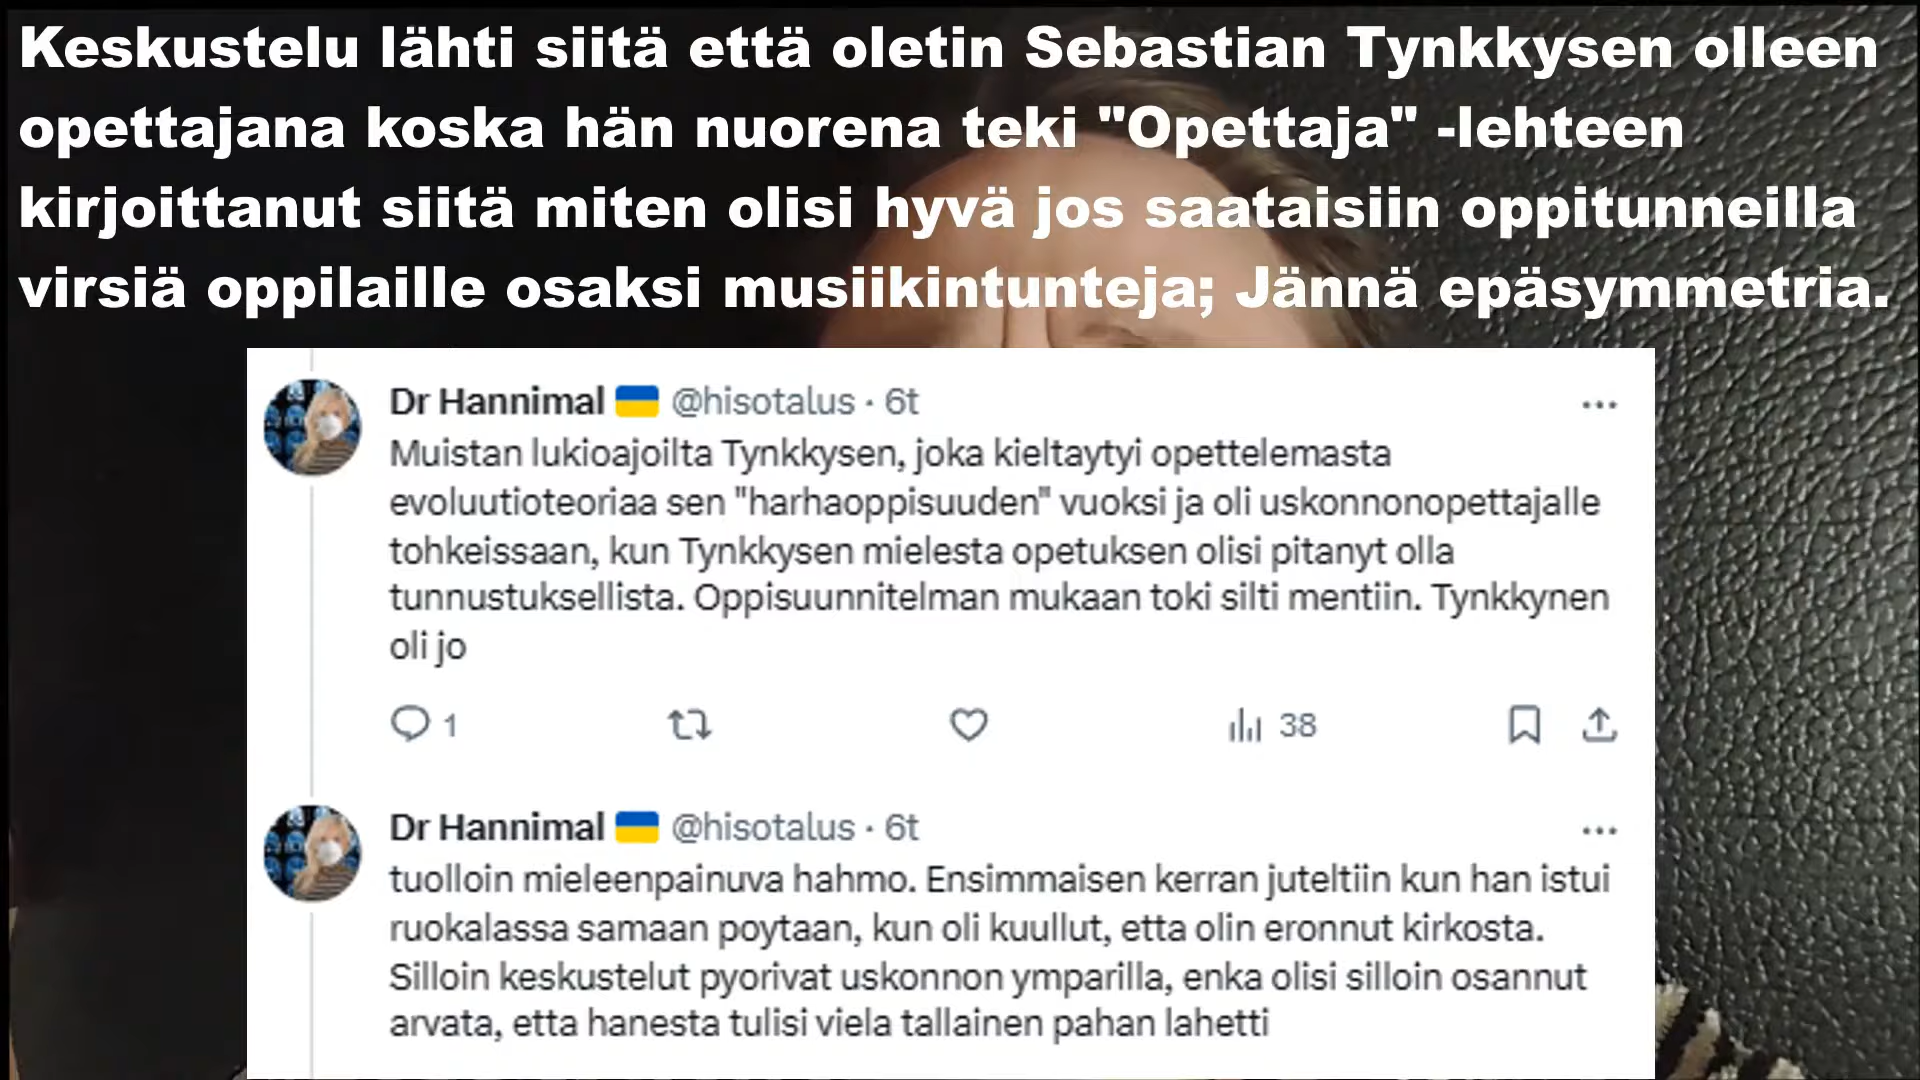 Keskustelu lähti siitä että oletin Sebastian Tynkkysen olleen
opettajana koska hän nuorena teki "Opettaja" -lehteen
kirjoittanut siitä miten olisi hyvä jos saataisiin oppitunneilla
virsiä oppilaille osaksi musiikintunteja; Jännä epäsymmetria.
Dr Hannimal 🇺🇦 @hisotalus · 6t
Muistan lukioajoilta Tynkkysen, joka kieltaytyi opettelemasta
evoluutioteoriaa sen "harhaoppisuuden" vuoksi ja oli uskonnonopettajalle
tohkeissaan, kun Tynkkysen mielesta opetuksen olisi pitanyt olla
tunnustuksellista. Oppisuunnitelman mukaan toki silti mentiin. Tynkkynen
oli jo
1 38
Dr Hannimal 🇺🇦 @hisotalus · 6t
tuolloin mieleenpainuva hahmo. Ensimmaisen kerran juteltiin kun han istui
ruokalassa samaan poytaan, kun oli kuullut, etta olin eronnut kirkosta.
Silloin keskustelut pyorivat uskonnon ymparilla, enka olisi silloin osannut
arvata, etta hanesta tulisi viela tallainen pahan lahetti